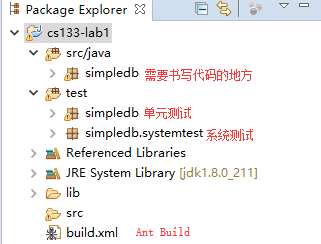 Package Explorer
cs133-lab1
src/java
simpledb 需要书写代码的地方
test
simpledb 单元测试
simpledb.systemtest 系统测试
Referenced Libraries
JRE System Library [jdk1.8.0_211]
lib
src
build.xml Ant Build